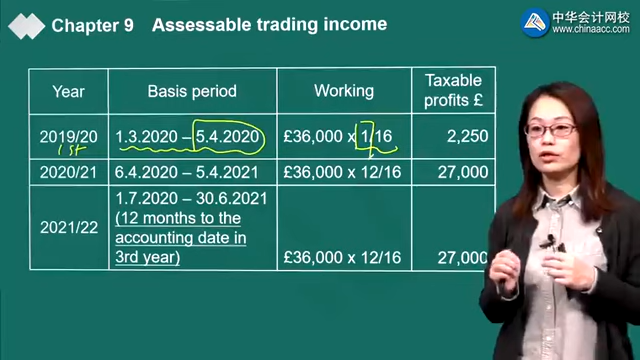 Chapter 9 Assessable trading income
中华会计网校
www.chinaacc.com
Year
Basis period
Working
Taxable
profits £
2019/20
1st
1.3.2020 – 5.4.2020
£36,000 x 1/16
2,250
2020/21
6.4.2020 – 5.4.2021
£36,000 x 12/16
27,000
2021/22
1.7.2020 – 30.6.2021
(12 months to the
accounting date in
3rd year)
£36,000 x 12/16
27,000